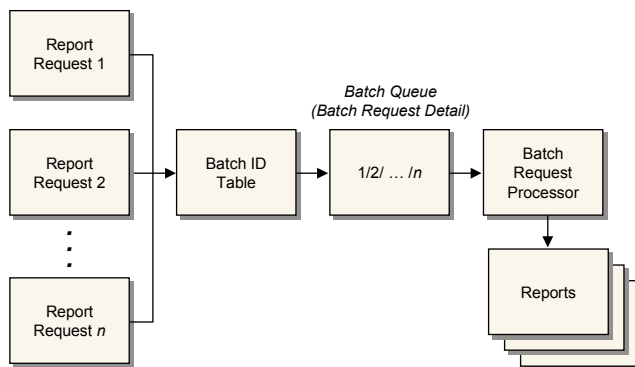 Report
Request 1
Batch Queue
(Batch Request Detail)
Report
Request 2
Batch ID
Table
1/2/ … /n
Batch
Request
Processor
Report
Request n
Reports